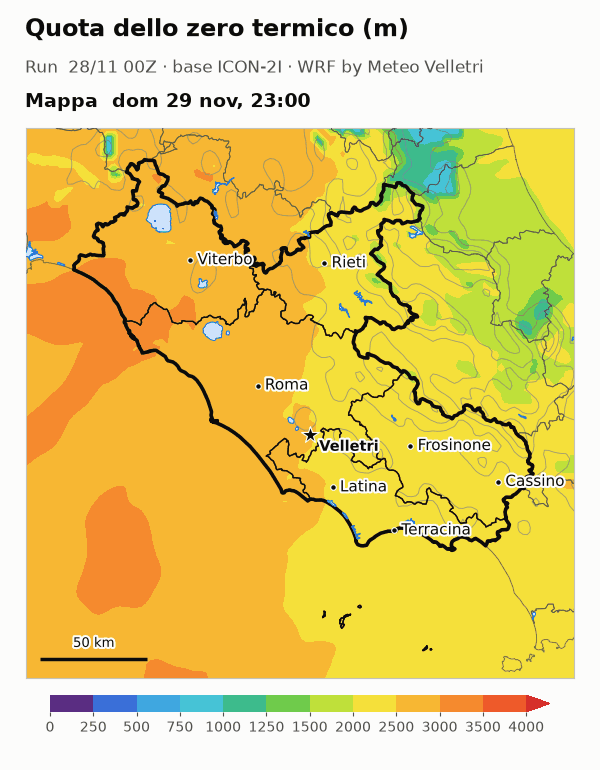 Quota dello zero termico (m)
Run  28/11 00Z · base ICON-2I · WRF by Meteo Velletri
Mappa  dom 29 nov, 23:00
Viterbo
Rieti
Roma
Velletri
Frosinone
Latina
Cassino
Terracina
50 km
0 250 500 750 1000 1250 1500 2000 2500 3000 3500 4000